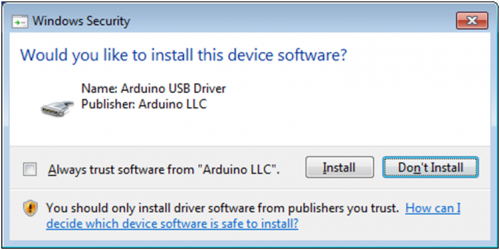 Windows Security
Would you like to install this device software?
Name: Arduino USB Driver
Publisher: Arduino LLC
Always trust software from "Arduino LLC".
Install
Don't Install
You should only install driver software from publishers you trust. How can I
decide which device software is safe to install?